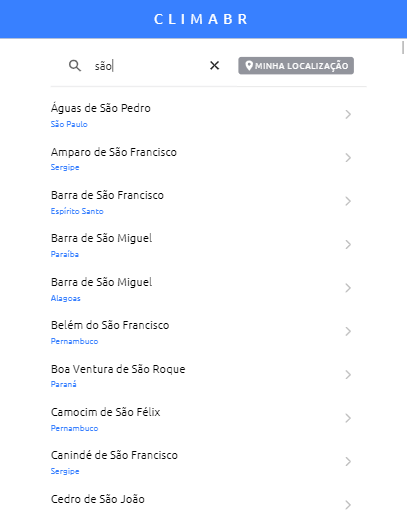 CLIMABR
são
MINHA LOCALIZAÇÃO
Águas de São Pedro
São Paulo
Amparo de São Francisco
Sergipe
Barra de São Francisco
Espírito Santo
Barra de São Miguel
Paraíba
Barra de São Miguel
Alagoas
Belém do São Francisco
Pernambuco
Boa Ventura de São Roque
Paraná
Camocim de São Félix
Pernambuco
Canindé de São Francisco
Sergipe
Cedro de São João